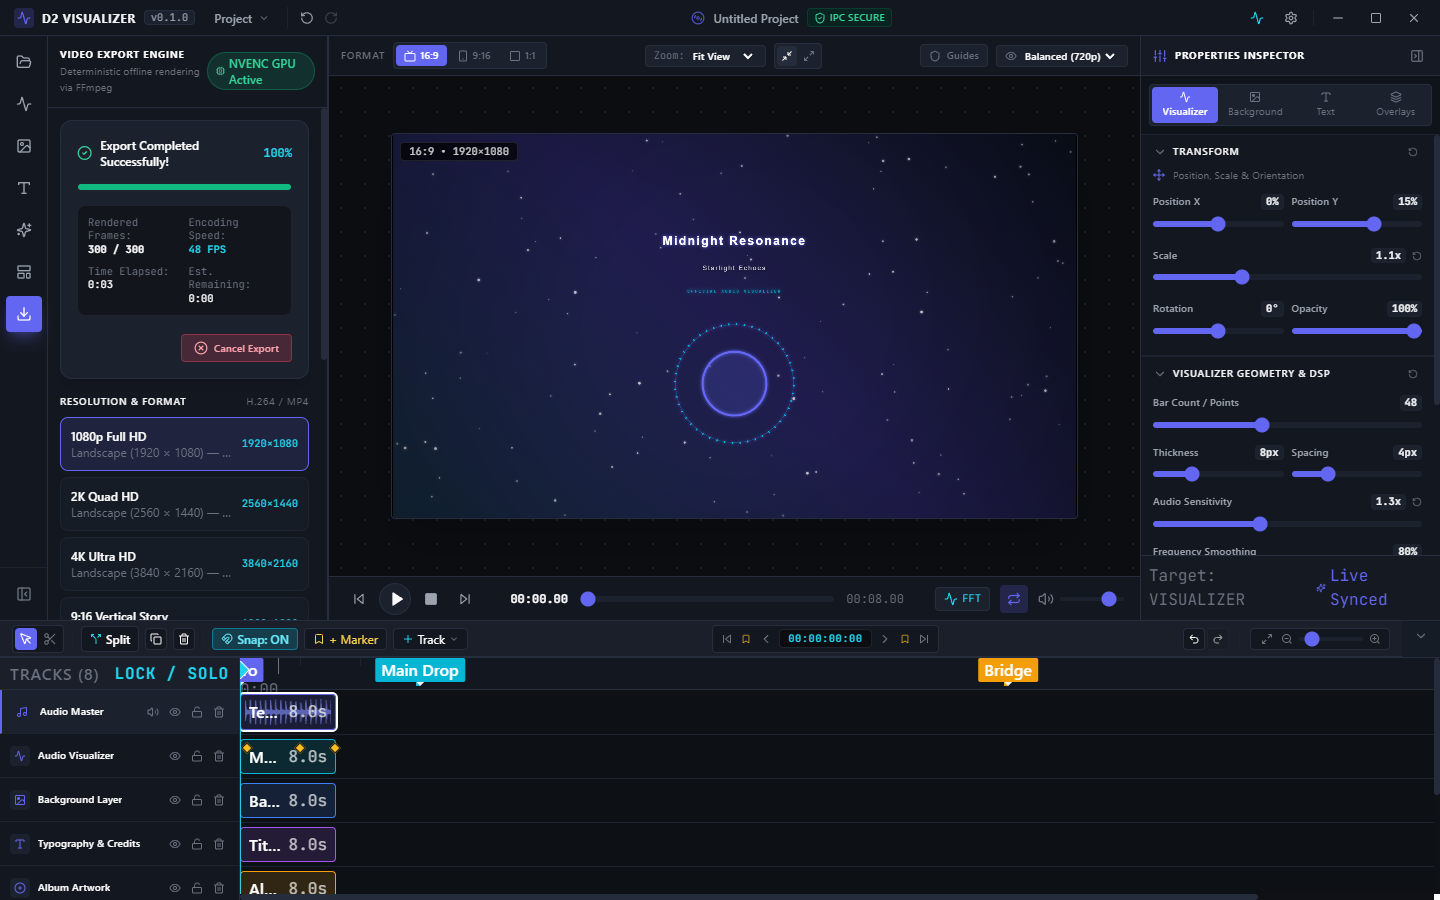 D2 VISUALIZER v0.1.0 Project Untitled Project IPC SECURE
VIDEO EXPORT ENGINE
Deterministic offline rendering
via FFmpeg
NVENC GPU
Active
Export Completed
Successfully!
100%
Rendered
Frames:
300 / 300
Encoding
Speed:
48 FPS
Time Elapsed:
0:03
Est.
Remaining:
0:00
Cancel Export
RESOLUTION & FORMAT H.264 / MP4
1080p Full HD
Landscape (1920 × 1080) — ...
1920×1080
2K Quad HD
Landscape (2560 × 1440) — ...
2560×1440
4K Ultra HD
Landscape (3840 × 2160) — ...
3840×2160
9:16 Vertical Story
FORMAT 16:9 9:16 1:1 Zoom: Fit View Guides Balanced (720p)
16:9 • 1920×1080
Midnight Resonance
Starlight Echoes
OFFICIAL AUDIO VISUALIZER
00:00.00 00:08.00 FFT
PROPERTIES INSPECTOR
Visualizer Background Text Overlays
TRANSFORM
Position, Scale & Orientation
Position X 0% Position Y 15%
Scale 1.1x
Rotation 0° Opacity 100%
VISUALIZER GEOMETRY & DSP
Bar Count / Points 48
Thickness 8px Spacing 4px
Audio Sensitivity 1.3x
Frequency Smoothing 80%
Target:
VISUALIZER
Live
Synced
Split Snap: ON + Marker + Track 00:00:00:00
TRACKS (8) LOCK / SOLO
o Main Drop Bridge
0:00
Audio Master Te... 8.0s
Audio Visualizer M... 8.0s
Background Layer Ba... 8.0s
Typography & Credits Tit... 8.0s
Album Artwork Al... 8.0s